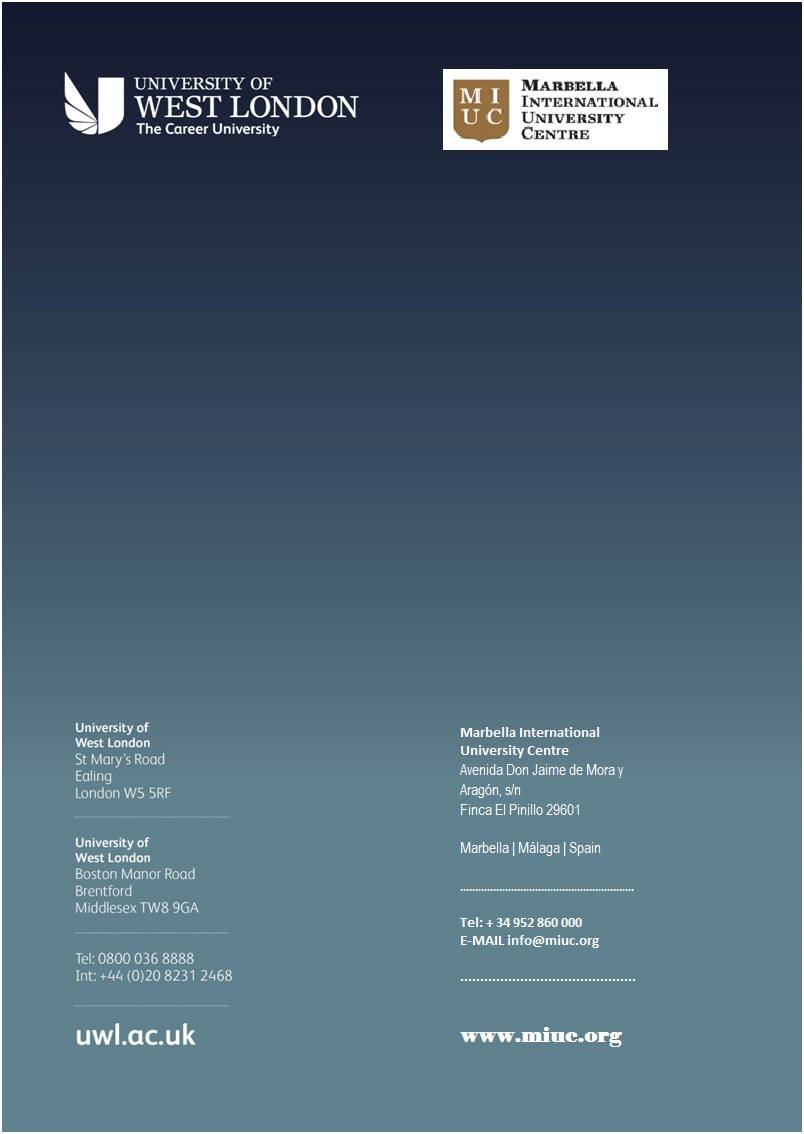 UNIVERSITY OF
WEST LONDON
The Career University
M I
U C
MARBELLA
INTERNATIONAL
UNIVERSITY
CENTRE
University of
West London
St Mary's Road
Ealing
London W5 5RF
University of
West London
Boston Manor Road
Brentford
Middlesex TW8 9GA
Tel: 0800 036 8888
Int: +44 (0)20 8231 2468
uwl.ac.uk
Marbella International
University Centre
Avenida Don Jaime de Mora y
Aragón, s/n
Finca El Pinillo 29601
Marbella | Málaga | Spain
Tel: + 34 952 860 000
E-MAIL info@miuc.org
www.miuc.org